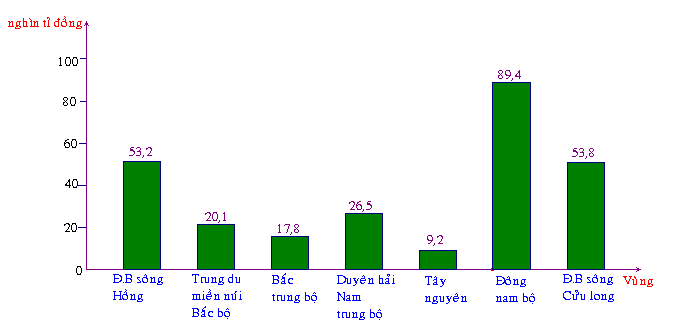 nghìn tỉ đồng
100
80
60
40
20
0
53,2
20,1
17,8
26,5
9,2
89,4
53,8
Đ.B sông
Hồng
Trung du
miền núi
Bắc bộ
Bắc
trung bộ
Duyên hải
Nam
trung bộ
Tây
nguyên
Đông
nam bộ
Đ.B sông
Cửu long
Vùng